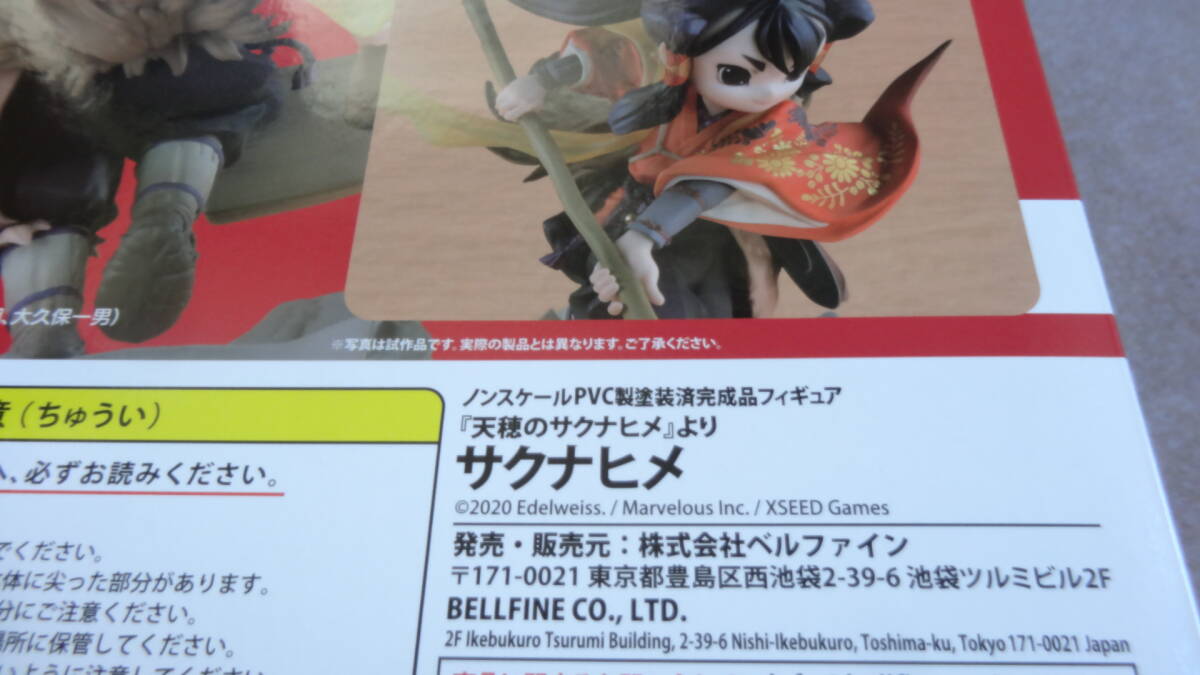 、大久保一男）
※写真は試作品です。実際の製品とは異なります。ご了承ください。
（ちゅうい）
、必ずお読みください。
でください。
体に尖った部分があります。
分にご注意ください。
場所に保管してください。
ノンスケールPVC製塗装済完成品フィギュア
『天穂のサクナヒメ』より
サクナヒメ
©2020 Edelweiss. / Marvelous Inc. / XSEED Games
発売・販売元：株式会社ベルファイン
〒171-0021 東京都豊島区西池袋2-39-6 池袋ツルミビル2F
BELLFINE CO., LTD.
2F Ikebukuro Tsurumi Building, 2-39-6 Nishi-Ikebukuro, Toshima-ku, Tokyo 171-0021 Japan